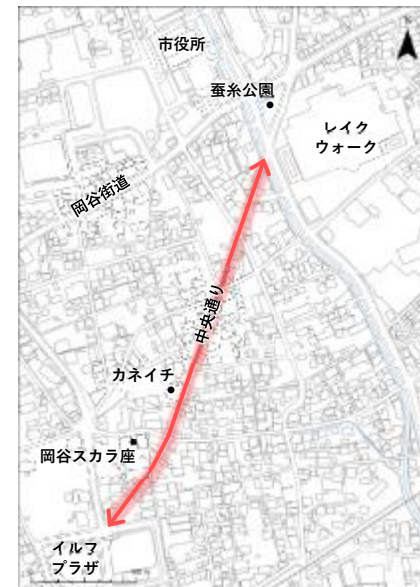 市役所
蚕糸公園
レイク
ウォーク
岡谷街道
中央通り
カネイチ
岡谷スカラ座
イルフ
プラザ